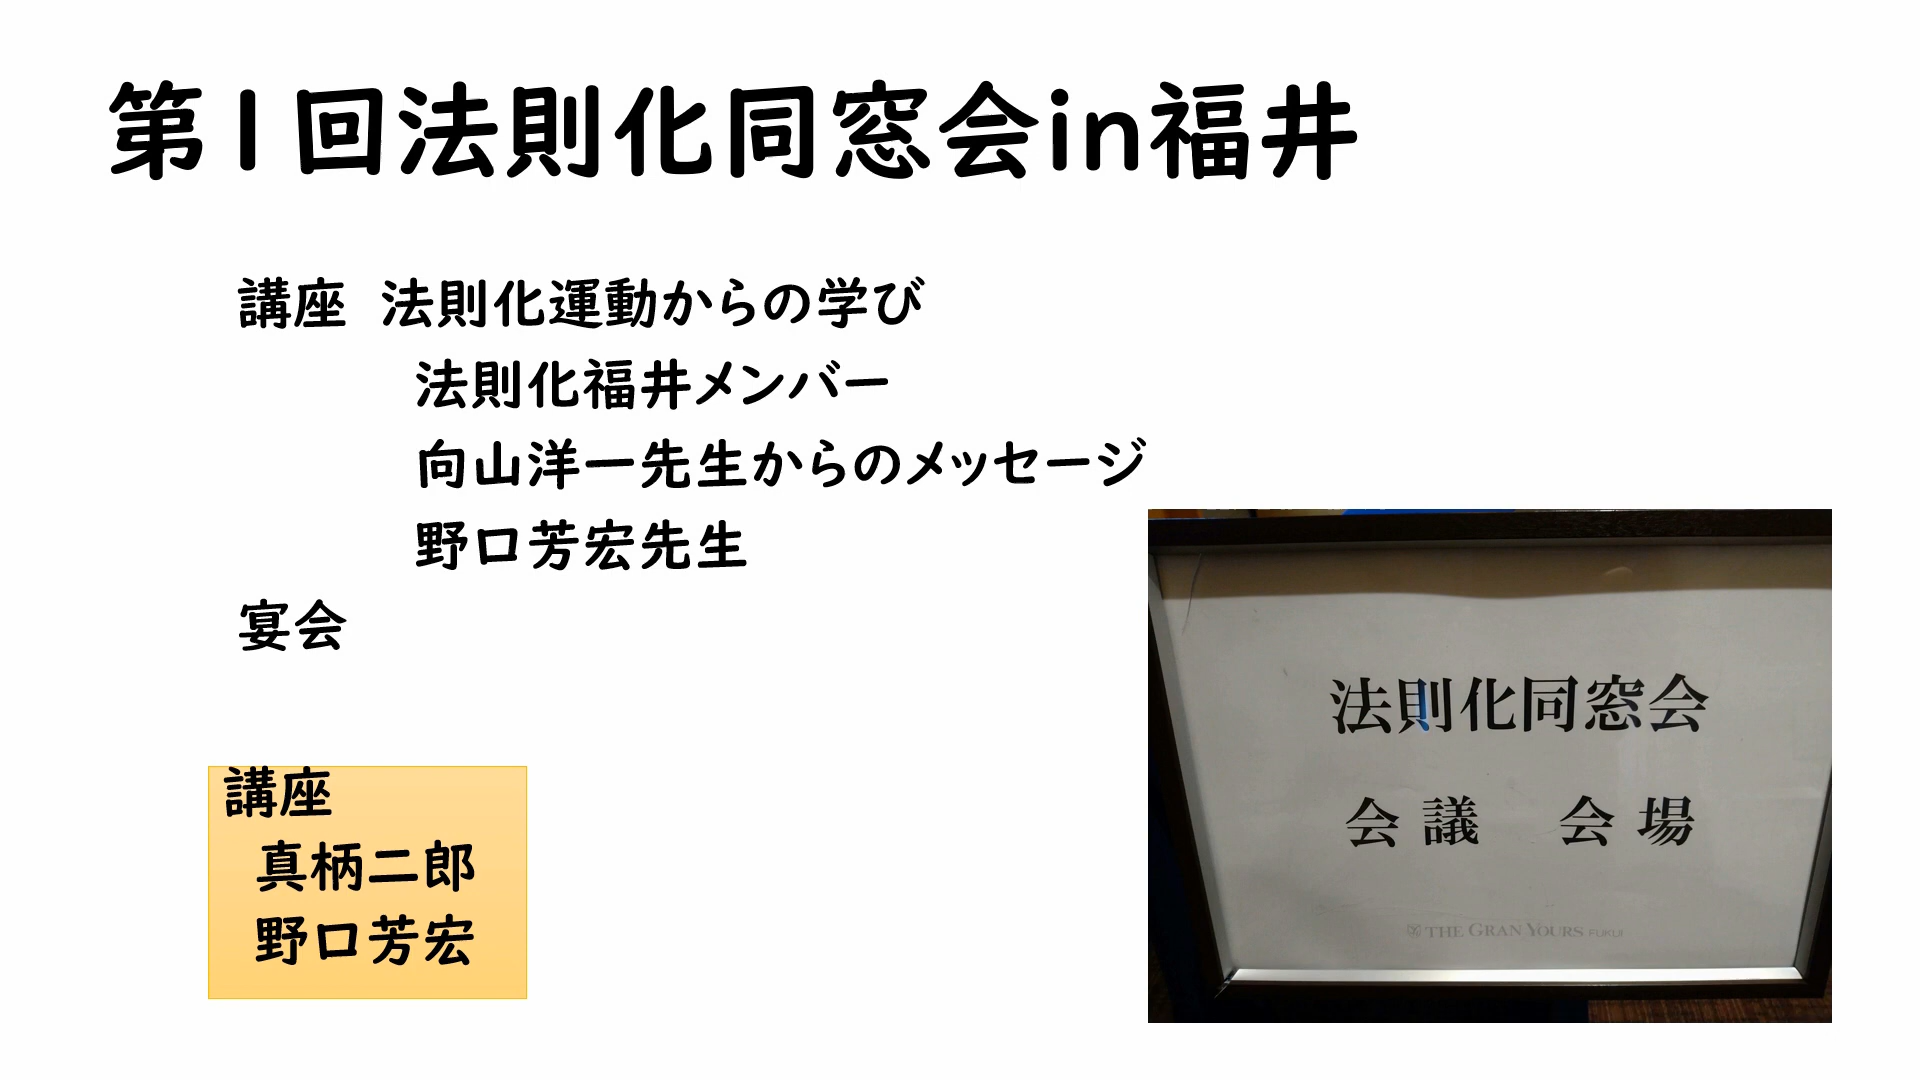 第1回法則化同窓会in福井
講座 法則化運動からの学び
法則化福井メンバー
向山洋一先生からのメッセージ
野口芳宏先生
宴会
講座
真柄二郎
野口芳宏
法則化同窓会
会議 会場
THE GRAN YOURS FUKUI